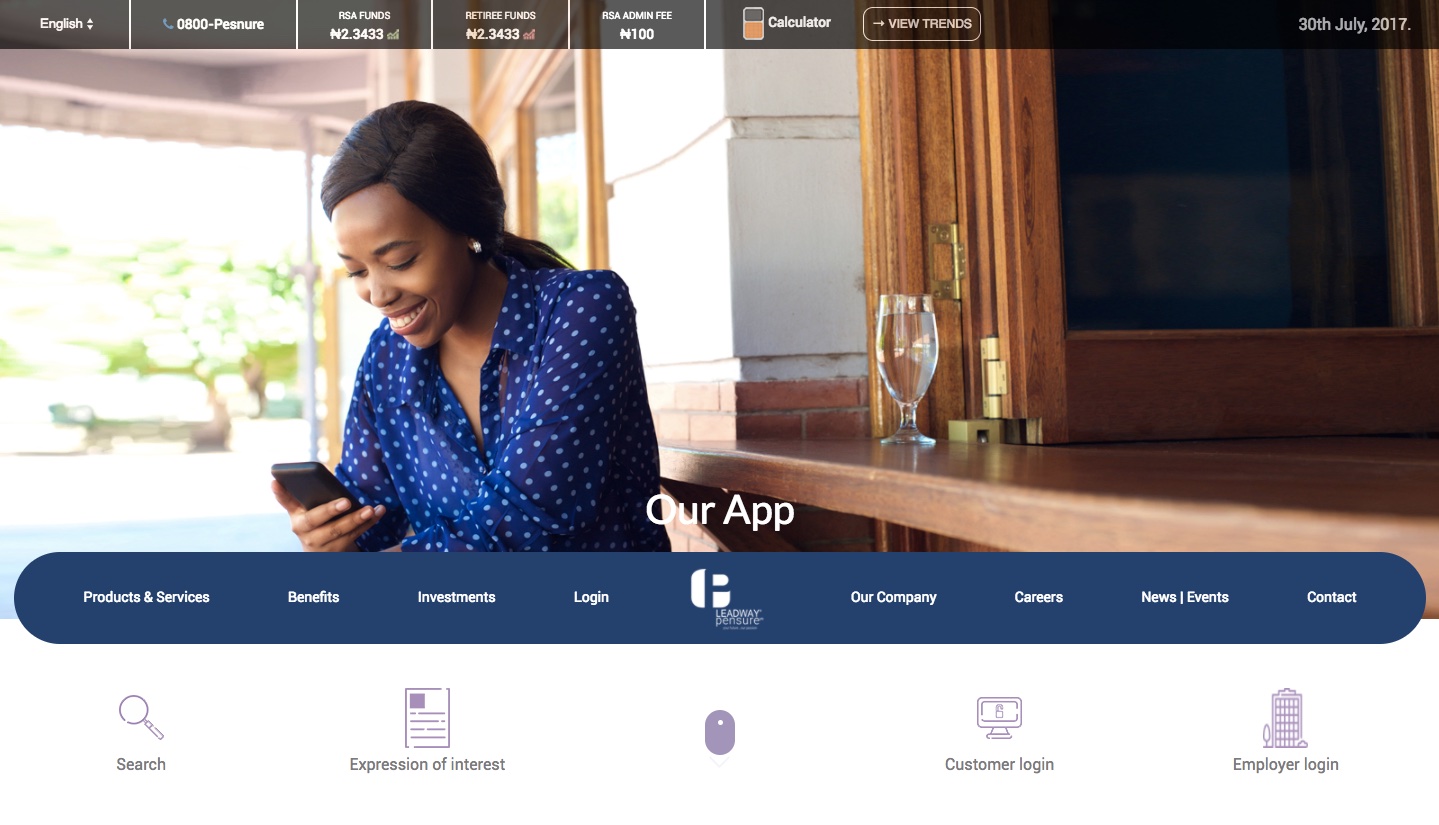 English
0800-Pesnure
RSA FUNDS
₦2.3433
RETIREE FUNDS
₦2.3433
RSA ADMIN FEE
₦100
Calculator
→ VIEW TRENDS
30th July, 2017.
Our App
Products & Services
Benefits
Investments
Login
LEADWAY
pensure
Our Company
Careers
News | Events
Contact
Search
Expression of interest
Customer login
Employer login